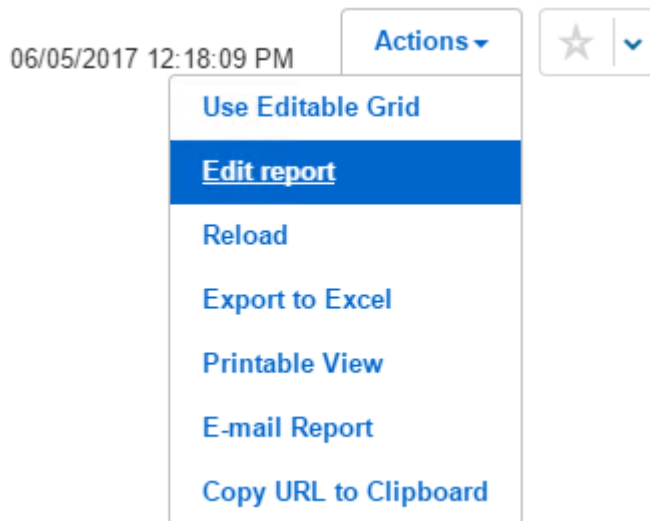 06/05/2017 12:18:09 PM
Actions
Use Editable Grid
Edit report
Reload
Export to Excel
Printable View
E-mail Report
Copy URL to Clipboard